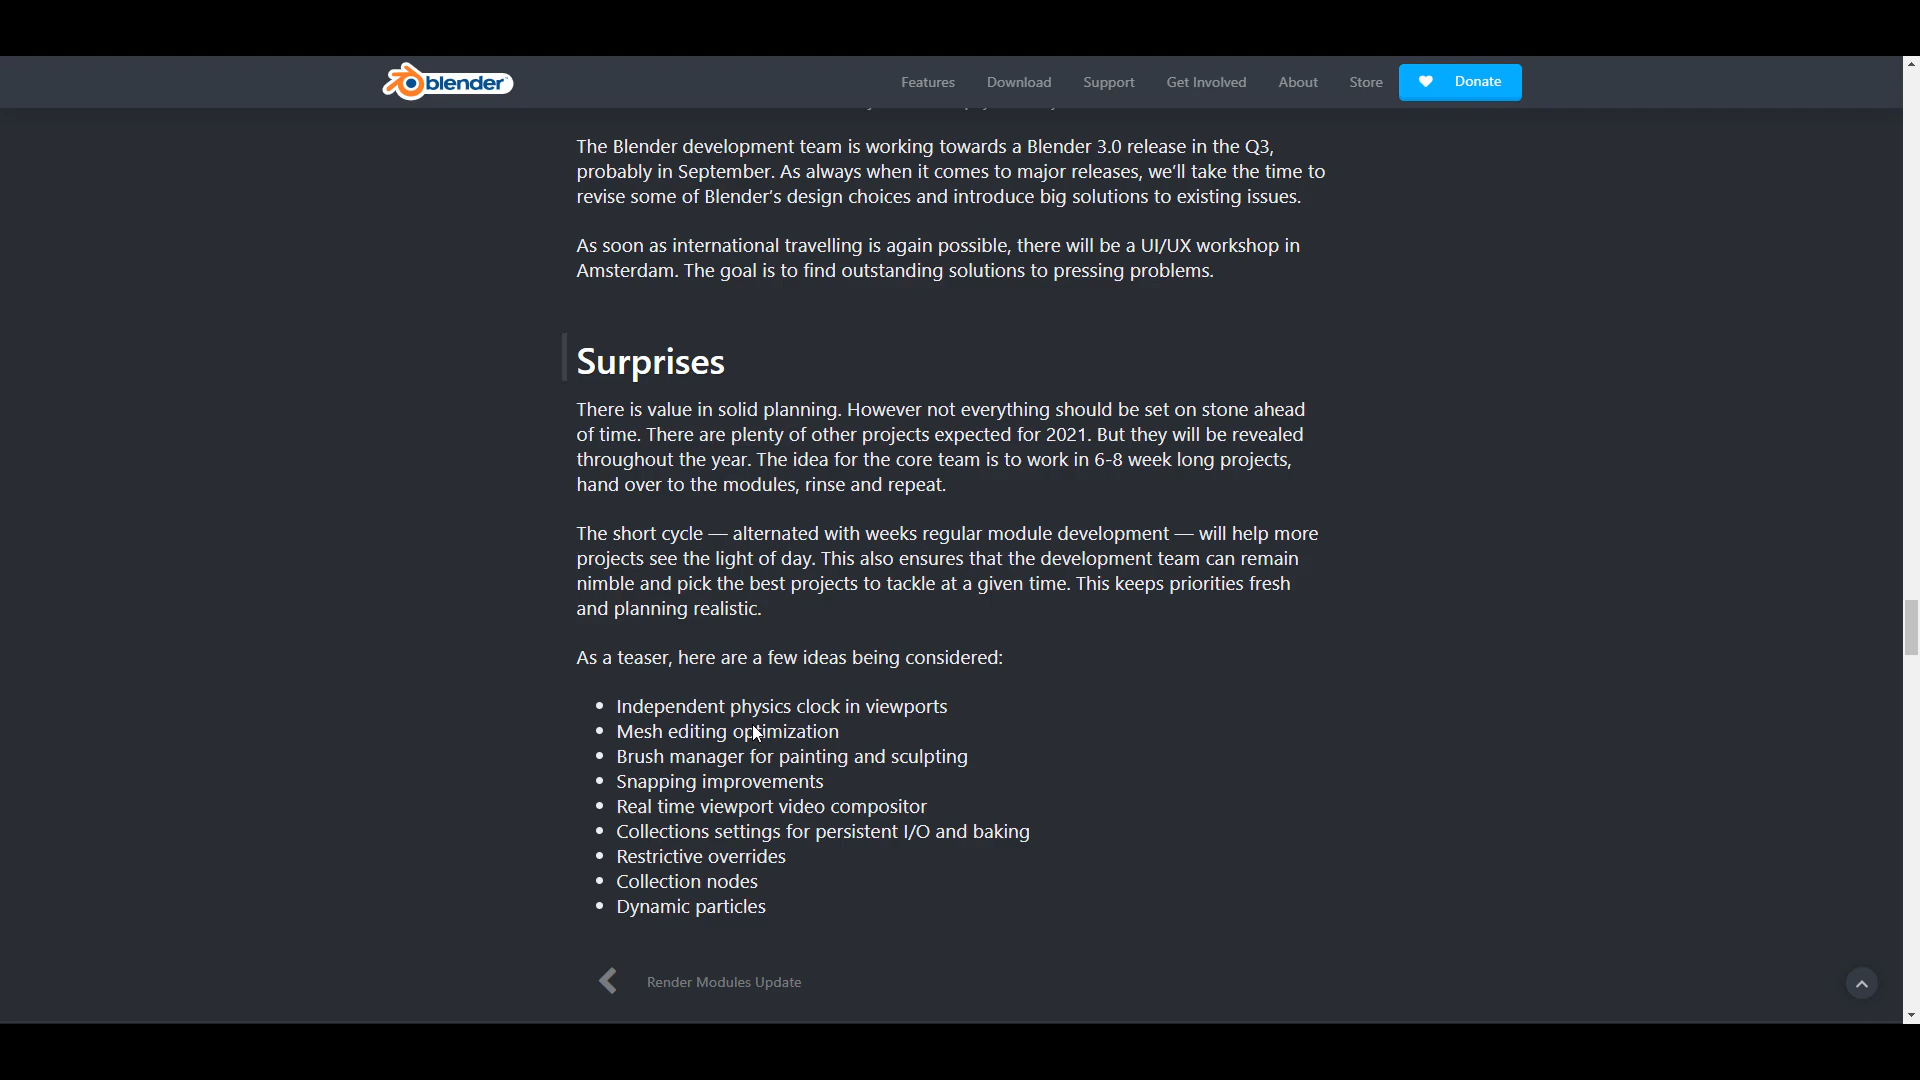 blender
Features Download Support Get Involved About Store Donate
The Blender development team is working towards a Blender 3.0 release in the Q3,
probably in September. As always when it comes to major releases, we'll take the time to
revise some of Blender's design choices and introduce big solutions to existing issues.
As soon as international travelling is again possible, there will be a UI/UX workshop in
Amsterdam. The goal is to find outstanding solutions to pressing problems.
Surprises
There is value in solid planning. However not everything should be set on stone ahead
of time. There are plenty of other projects expected for 2021. But they will be revealed
throughout the year. The idea for the core team is to work in 6-8 week long projects,
hand over to the modules, rinse and repeat.
The short cycle — alternated with weeks regular module development — will help more
projects see the light of day. This also ensures that the development team can remain
nimble and pick the best projects to tackle at a given time. This keeps priorities fresh
and planning realistic.
As a teaser, here are a few ideas being considered:
• Independent physics clock in viewports
• Mesh editing optimization
• Brush manager for painting and sculpting
• Snapping improvements
• Real time viewport video compositor
• Collections settings for persistent I/O and baking
• Restrictive overrides
• Collection nodes
• Dynamic particles
Render Modules Update